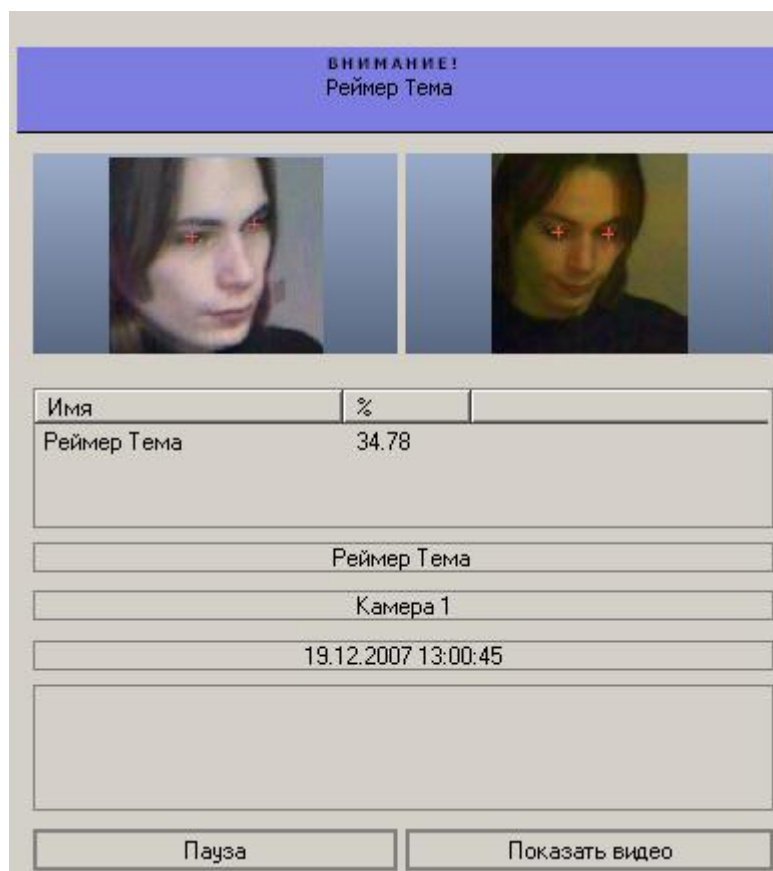 ВНИМАНИЕ!
Реймер Тема
Имя %
Реймер Тема 34.78
Реймер Тема
Камера 1
19.12.2007 13:00:45
Пауза Показать видео